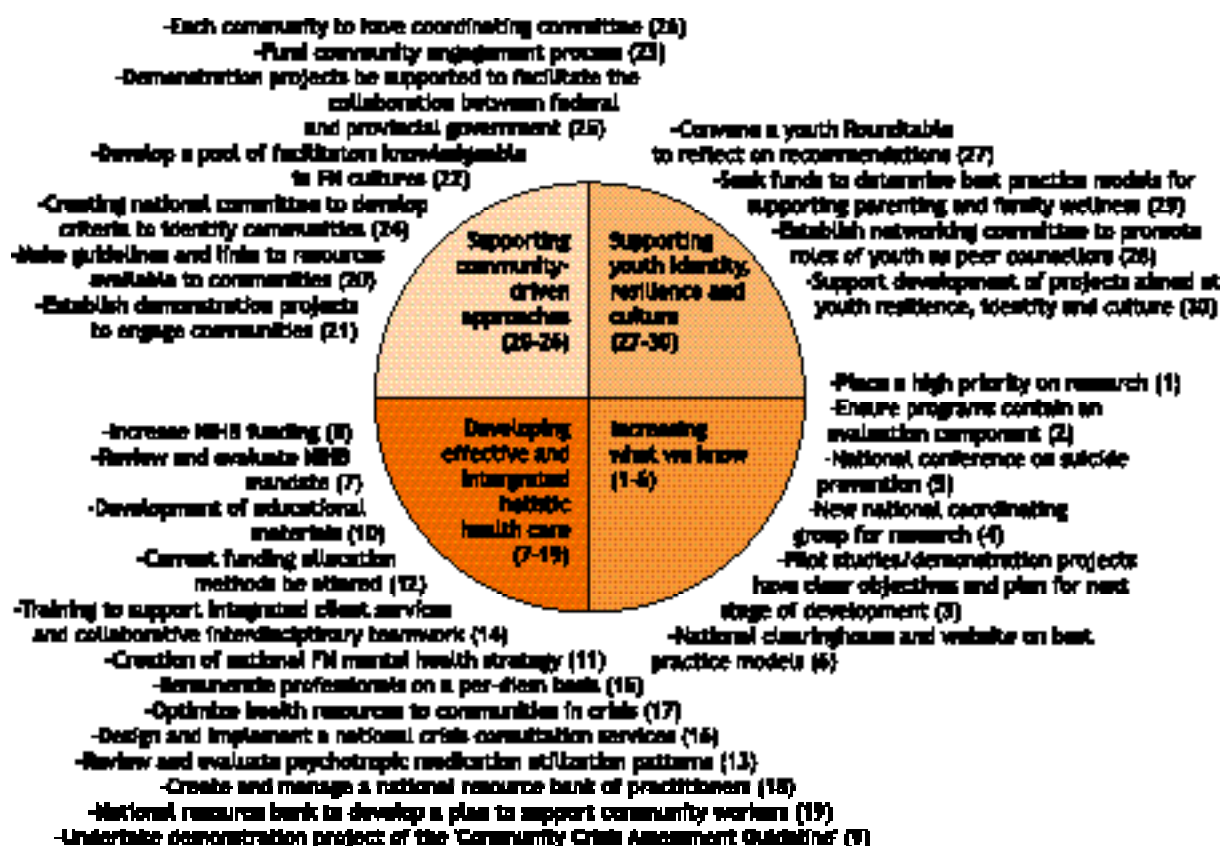 -Each community to have coordinating committee (26)
-Fund community engagement process (23)
-Demonstration projects be supported to facilitate the
collaboration between federal
and provincial government (25)
-Develop a pool of facilitators knowledgeable
in FN cultures (22)
-Creating national committee to develop
criteria to identify communities (24)
-Make guidelines and links to resources
available to communities (20)
-Establish demonstration projects
to engage communities (21)
-Convene a youth Roundtable
to reflect on recommendations (27)
-Seek funds to determine best practice models for
supporting parenting and family wellness (29)
-Establish networking committee to promote
roles of youth as peer counsellors (28)
-Support development of projects aimed at
youth resilience, identity and culture (30)
Supporting
community-
driven
approaches
(20-26)
Supporting
youth identity,
resilience and
culture
(27-30)
Developing
effective and
intergrated
holistic
health care
(7-19)
Increasing
what we know
(1-6)
-Increase NIHB funding (8)
-Review and evaluate NIHB
mandate (7)
-Development of educational
materials (10)
-Current funding allocation
methods be altered (12)
-Training to support integrated client services
and collaborative interdisciplinary teamwork (14)
-Creation of national FN mental health strategy (11)
-Remunerate professionals on a per-diem basis (15)
-Optimize health resources to communities in crisis (17)
-Design and implement a national crisis consultation services (16)
-Review and evaluate psychotropic medication utilization patterns (13)
-Create and manage a national resource bank of practitioners (18)
-National resource bank to develop a plan to support community workers (19)
-Undertake demonstration project of the 'Community Crisis Assessment Guideline' (9)
-Place a high priority on research (1)
-Ensure programs contain an
evaluation component (2)
-National conference on suicide
prevention (5)
-New national coordinating
group for research (4)
-Pilot studies/demonstration projects
have clear objectives and plan for next
stage of development (3)
-National clearinghouse and website on best
practice models (6)